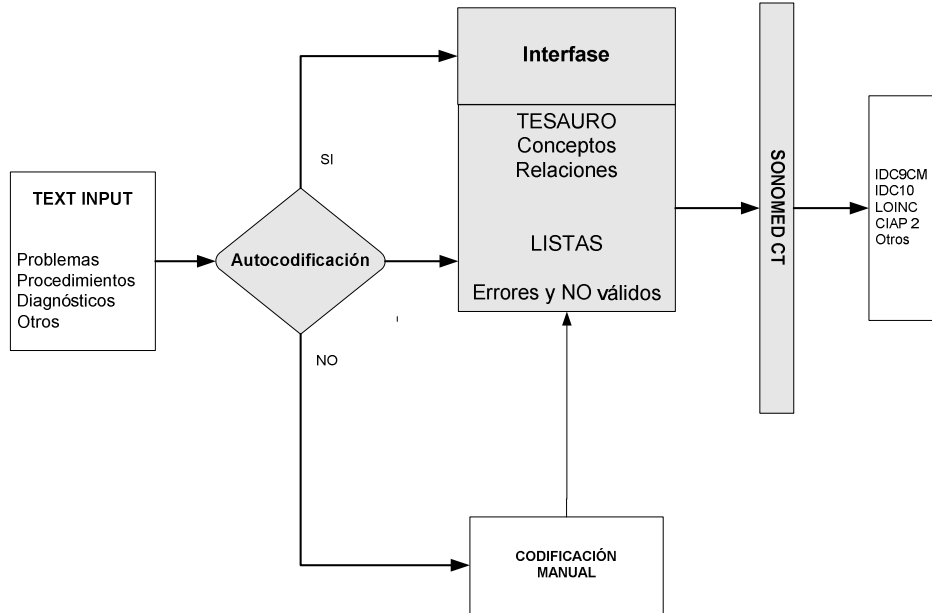 TEXT INPUT
Problemas
Procedimientos
Diagnósticos
Otros
Autocodificación
SI
NO
Interfase
TESAURO
Conceptos
Relaciones
LISTAS
Errores y NO válidos
CODIFICACIÓN
MANUAL
SONOMED CT
IDC9CM
IDC10
LOINC
CIAP 2
Otros